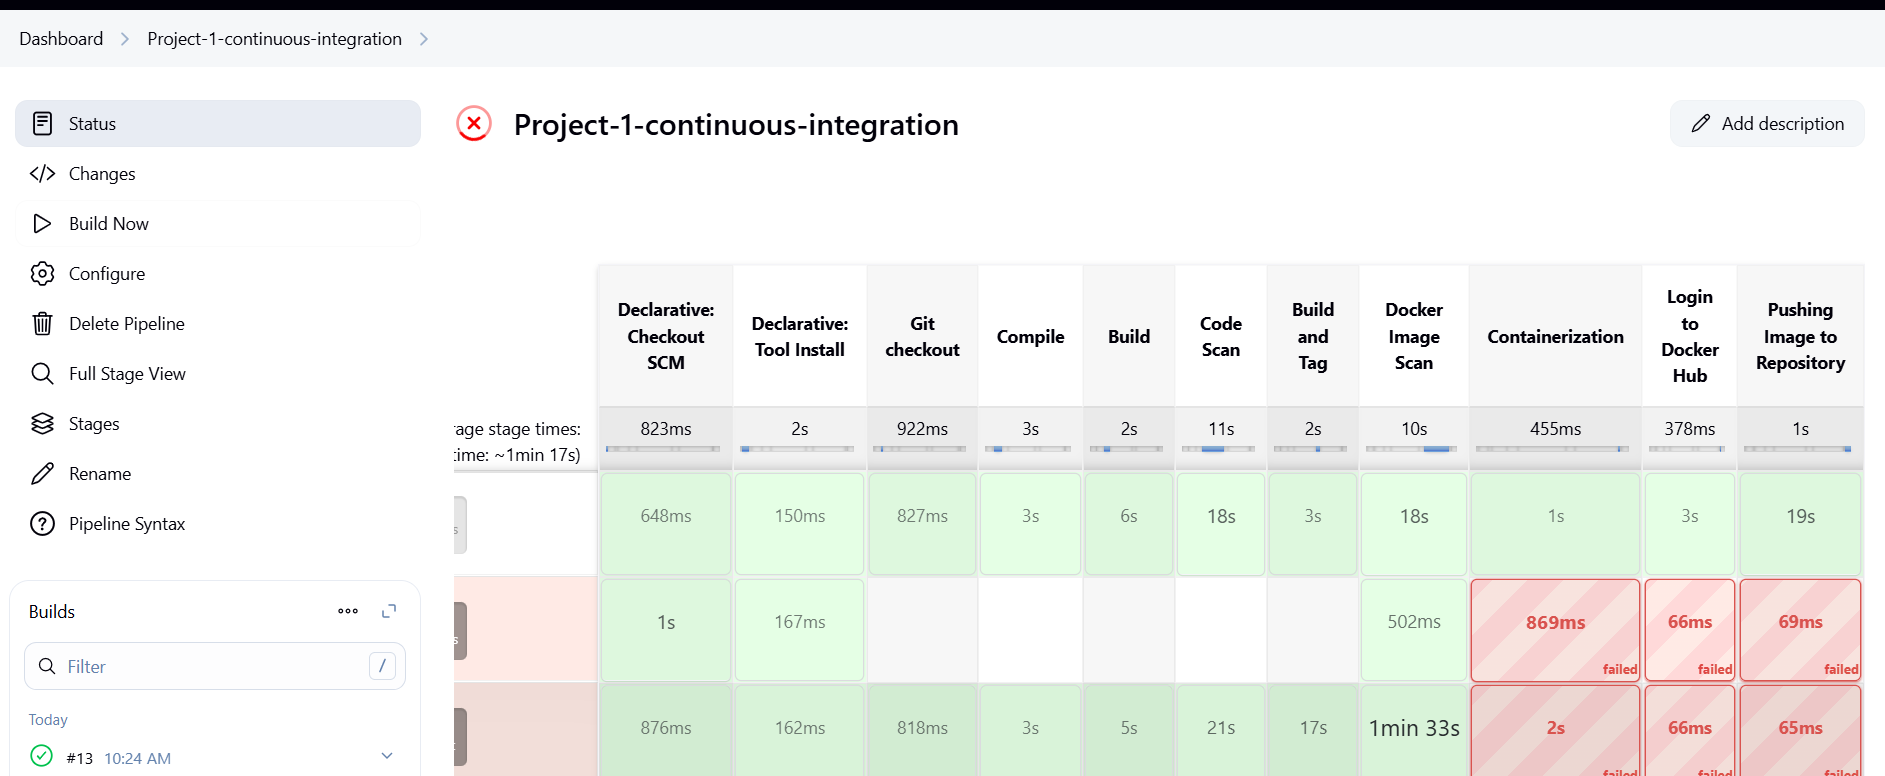 Dashboard > Project-1-continuous-integration >
Status
Changes
Build Now
Configure
Delete Pipeline
Full Stage View
Stages
Rename
Pipeline Syntax
Builds
Filter /
Today
#13 10:24 AM
Project-1-continuous-integration
Add description
Declarative: Checkout SCM
Declarative: Tool Install
Git checkout
Compile
Build
Code Scan
Build and Tag
Docker Image Scan
Containerization
Login to Docker Hub
Pushing Image to Repository
rage stage times:
time: ~1min 17s)
823ms 2s 922ms 3s 2s 11s 2s 10s 455ms 378ms 1s
s 648ms 150ms 827ms 3s 6s 18s 3s 18s 1s 3s 19s
s 1s 167ms 502ms 869ms 66ms 69ms
failed failed failed
876ms 162ms 818ms 3s 5s 21s 17s 1min 33s 2s 66ms 65ms
failed failed failed